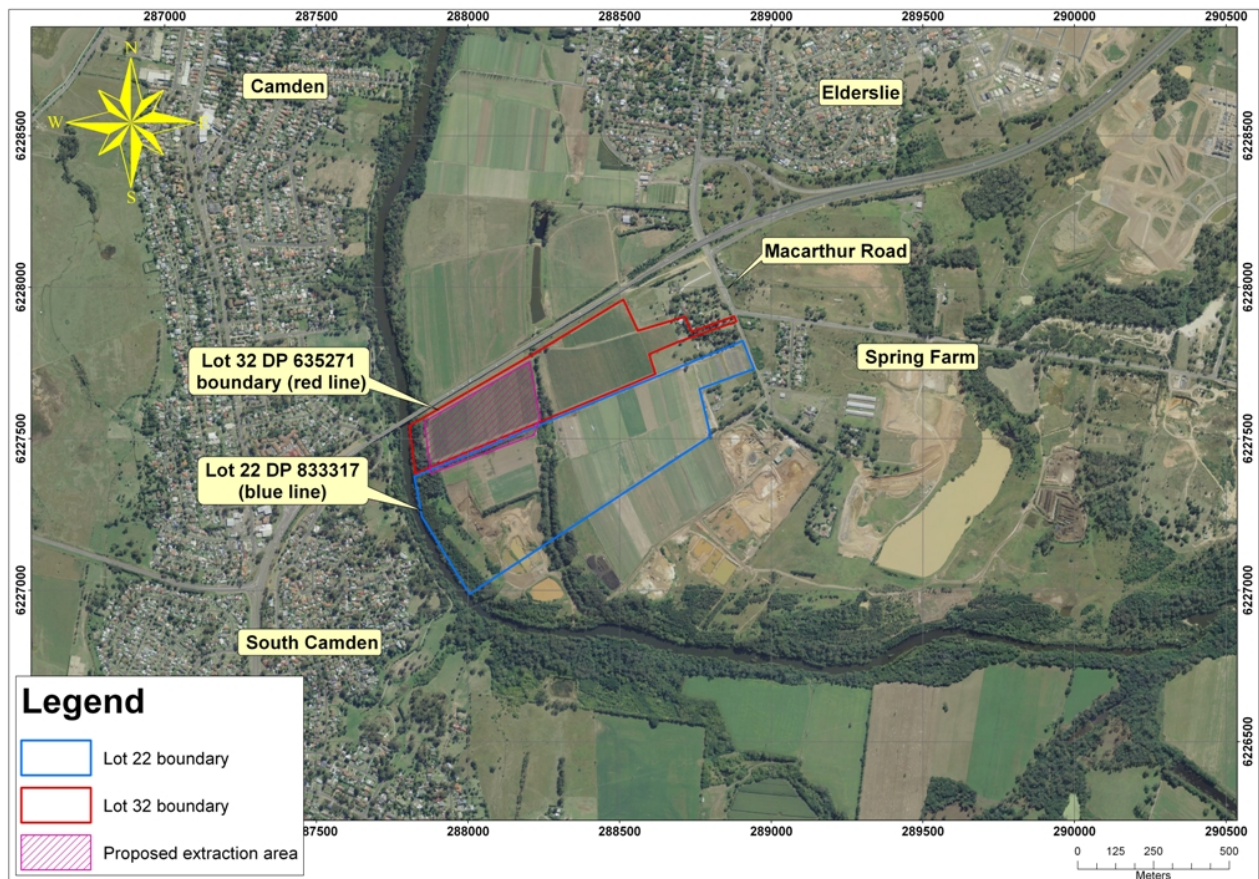 287000 287500 288000 288500 289000 289500 290000 290500
N
W E
S
Camden
Elderslie
6228500 6228500
Macarthur Road
6228000 6228000
Lot 32 DP 635271
boundary (red line)
Spring Farm
6227500 6227500
Lot 22 DP 833317
(blue line)
6227000 6227000
South Camden
6226500
Legend
Lot 22 boundary
Lot 32 boundary
Proposed extraction area
287500 288000 288500 289000 289500 290000 290500
0 125 250 500
Meters